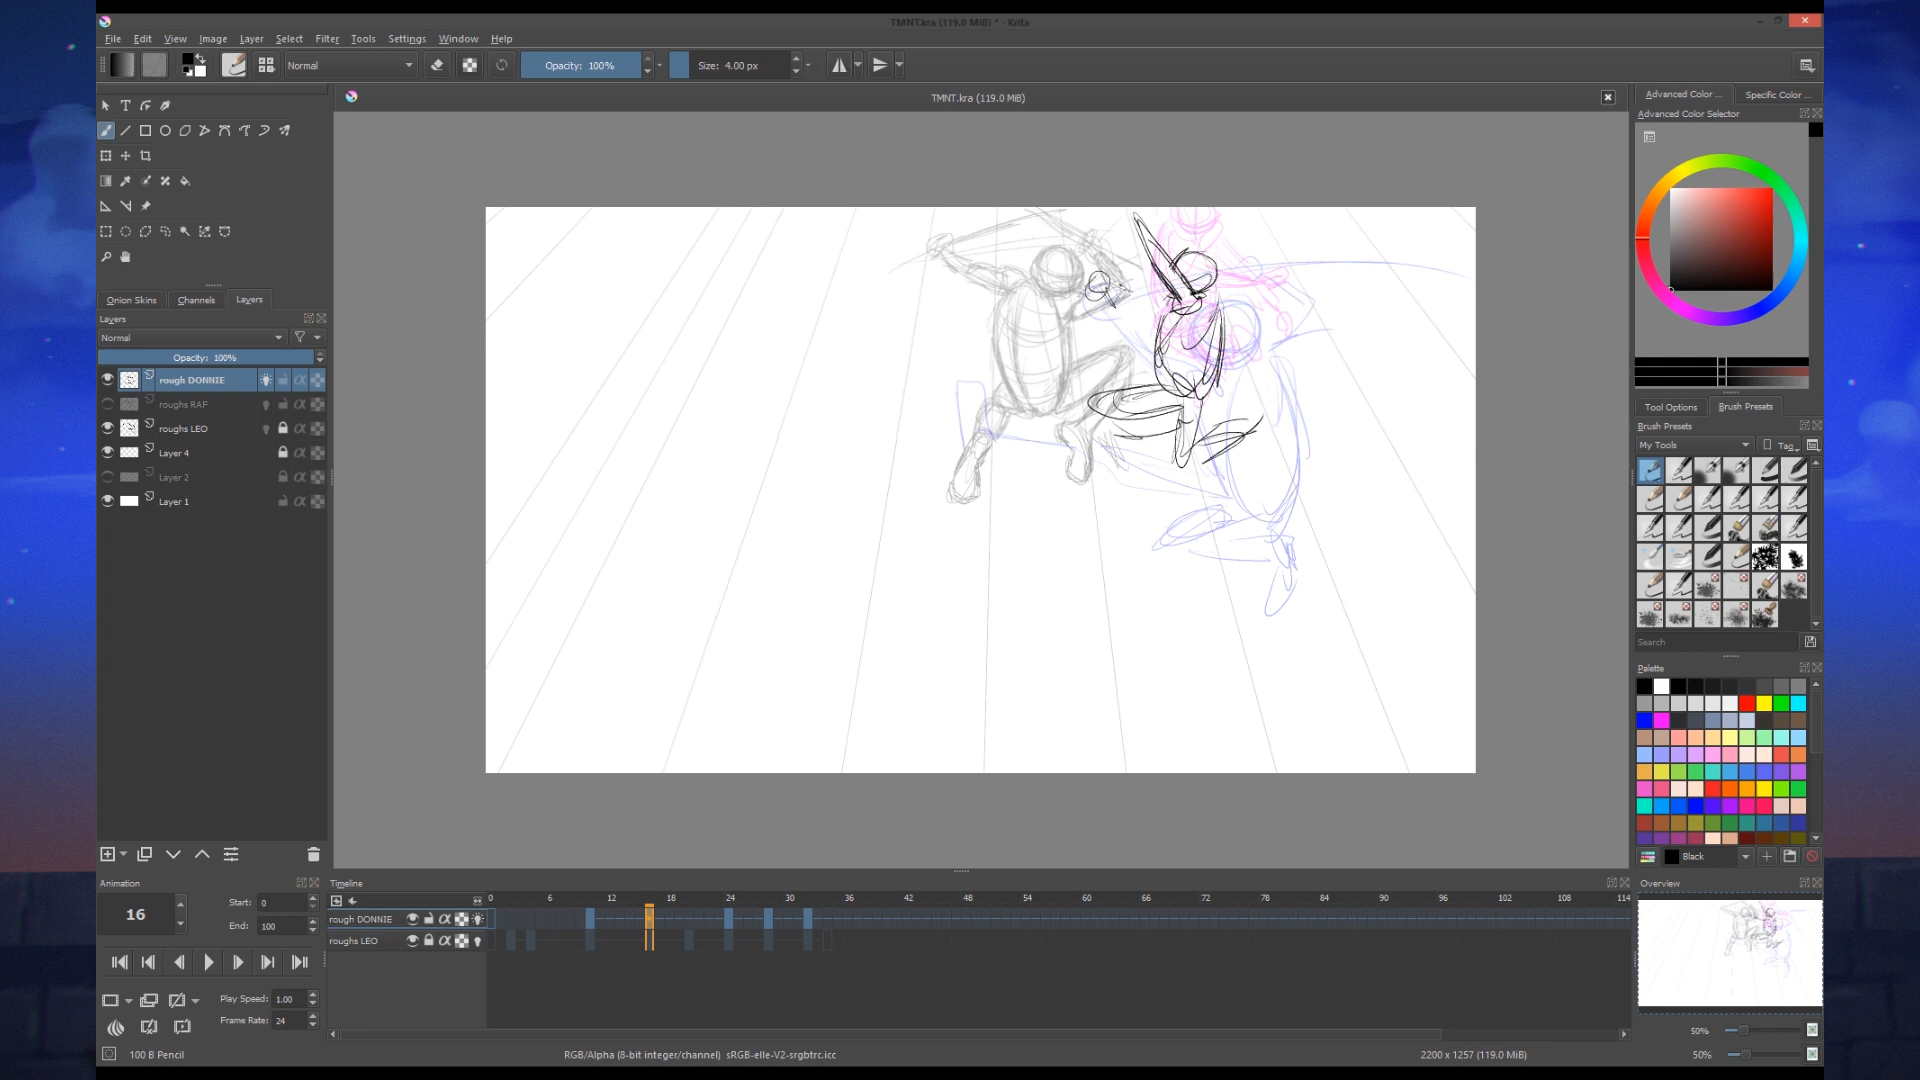 TMNT.kra (119.0 MiB) * - Krita
File Edit View Image Layer Select Filter Tools Settings Window Help
Normal Opacity: 100% Size: 4.00 px
TMNT.kra (119.0 MiB)
Advanced Color ... Specific Color ...
Advanced Color Selector
Onion Skins Channels Layers
Layers
Normal
Opacity: 100%
rough DONNIE
roughs RAF
roughs LEO
Layer 4
Layer 2
Layer 1
Tool Options Brush Presets
Brush Presets
My Tools Tag
Search
Palette
Black
Animation
16
Start: 0
End: 100
Play Speed: 1.00
Frame Rate: 24
Timeline
0 6 12 18 24 30 36 42 48 54 60 66 72 78 84 90 96 102 108 114
rough DONNIE
roughs LEO
Overview
50%
50%
100 B Pencil
RGB/Alpha (8-bit integer/channel) sRGB-elle-V2-srgbtrc.icc
2200 x 1257 (119.0 MiB)